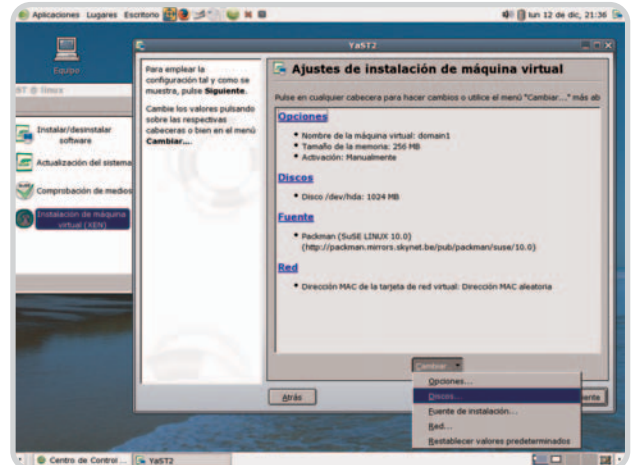 Aplicaciones Lugares Escritorio
lun 12 de dic, 21:36
Equipo
YaST2
ST @ linux
Instalar/desinstalar
software
Actualización del sistema
Comprobación de medios
Instalación de máquina
virtual (XEN)
Para emplear la
configuración tal y como se
muestra, pulse Siguiente.
Cambie los valores pulsando
sobre las respectivas
cabeceras o bien en el menú
Cambiar....
Ajustes de instalación de máquina virtual
Pulse en cualquier cabecera para hacer cambios o utilice el menú "Cambiar..." más ab
Opciones
• Nombre de la máquina virtual: domain1
• Tamaño de la memoria: 256 MB
• Activación: Manualmente
Discos
• Disco /dev/hda: 1024 MB
Fuente
• Packman (SuSE LINUX 10.0)
(http://packman.mirrors.skynet.be/pub/packman/suse/10.0)
Red
• Dirección MAC de la tarjeta de red virtual: Dirección MAC aleatoria
Cambiar...
Opciones...
Discos...
Fuente de instalación...
Red...
Restablecer valores predeterminados
Atrás
iente
Centro de Control ...
YaST2